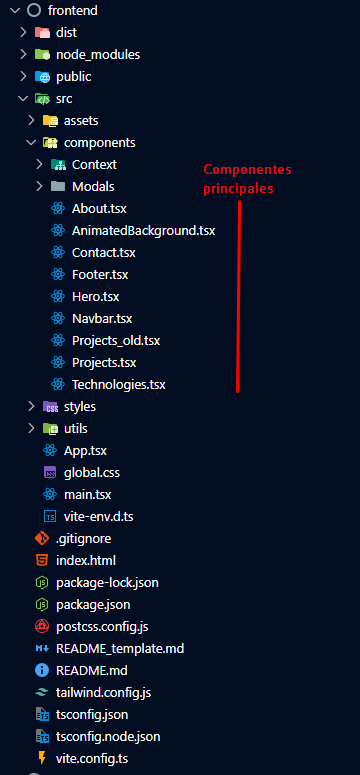 frontend
dist
node_modules
public
src
assets
components
Context
Componentes
principales
Modals
About.tsx
AnimatedBackground.tsx
Contact.tsx
Footer.tsx
Hero.tsx
Navbar.tsx
Projects_old.tsx
Projects.tsx
Technologies.tsx
styles
utils
App.tsx
global.css
main.tsx
TS vite-env.d.ts
.gitignore
index.html
package-lock.json
package.json
postcss.config.js
README_template.md
README.md
tailwind.config.js
tsconfig.json
tsconfig.node.json
vite.config.ts